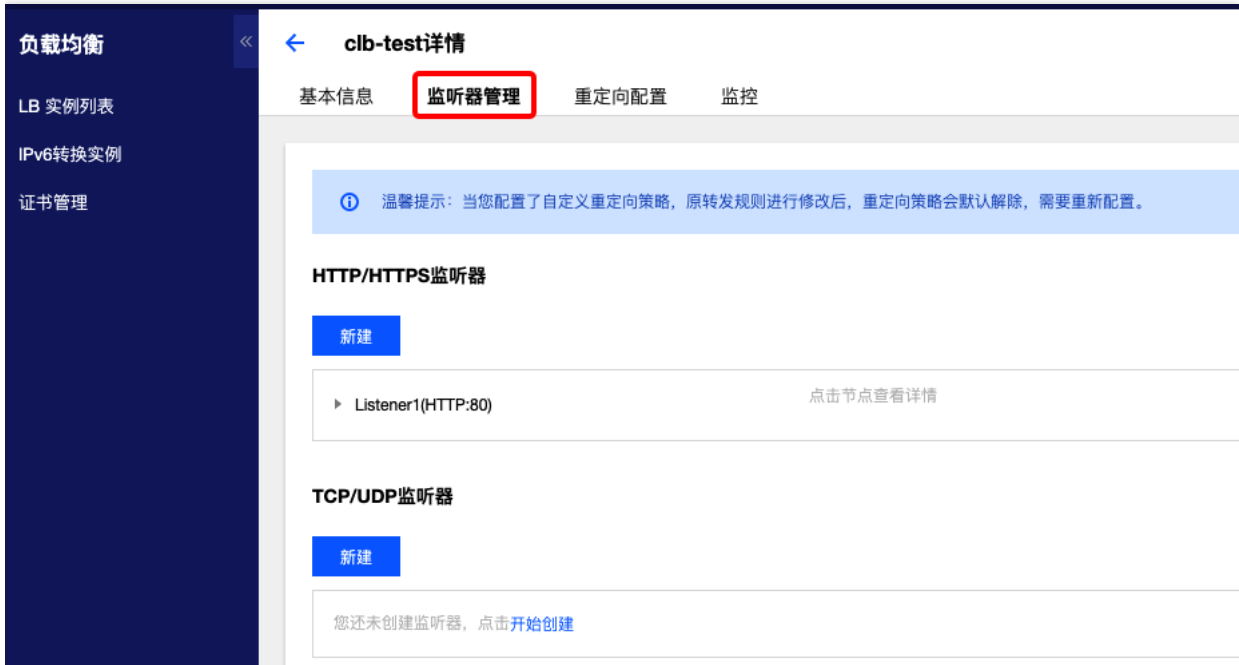 负载均衡
«
LB 实例列表
IPv6转换实例
证书管理
← clb-test详情
基本信息 监听器管理 重定向配置 监控
温馨提示：当您配置了自定义重定向策略，原转发规则进行修改后，重定向策略会默认解除，需要重新配置。
HTTP/HTTPS监听器
新建
Listener1(HTTP:80)
点击节点查看详情
TCP/UDP监听器
新建
您还未创建监听器，点击开始创建